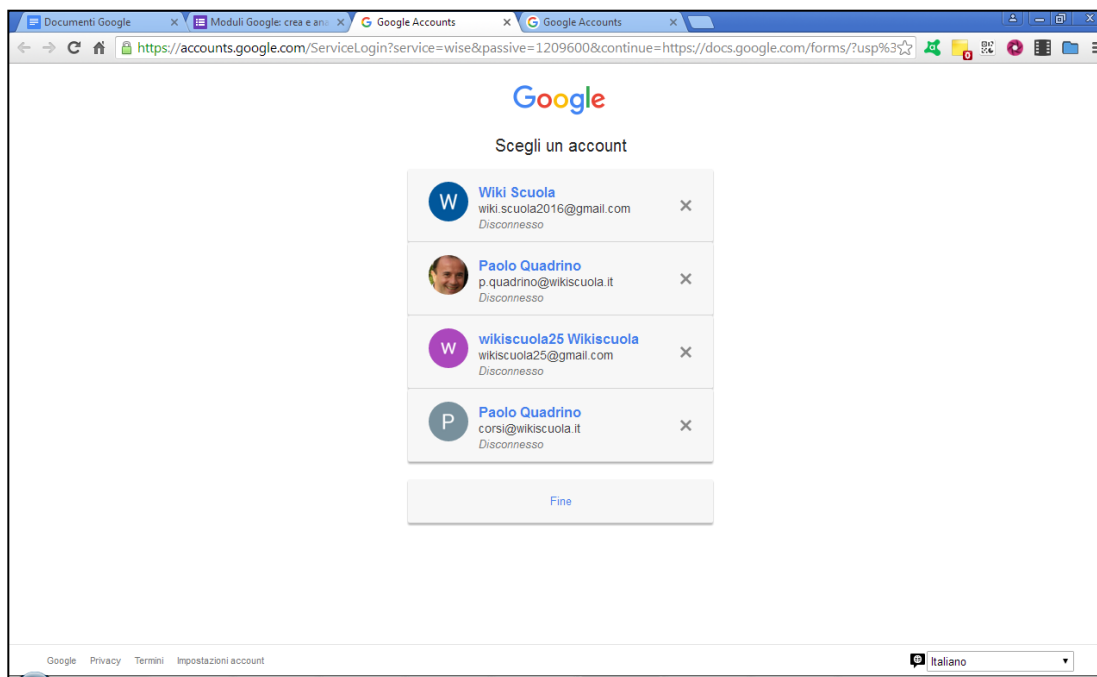 Documenti Google
Moduli Google: crea e ana
Google Accounts
Google Accounts
https://accounts.google.com/ServiceLogin?service=wise&passive=1209600&continue=https://docs.google.com/forms/?usp%3
0
Google
Scegli un account
W
Wiki Scuola
wiki.scuola2016@gmail.com
Disconnesso
Paolo Quadrino
p.quadrino@wikiscuola.it
Disconnesso
W
wikiscuola25 Wikiscuola
wikiscuola25@gmail.com
Disconnesso
P
Paolo Quadrino
corsi@wikiscuola.it
Disconnesso
Fine
Google Privacy Termini Impostazioni account
Italiano